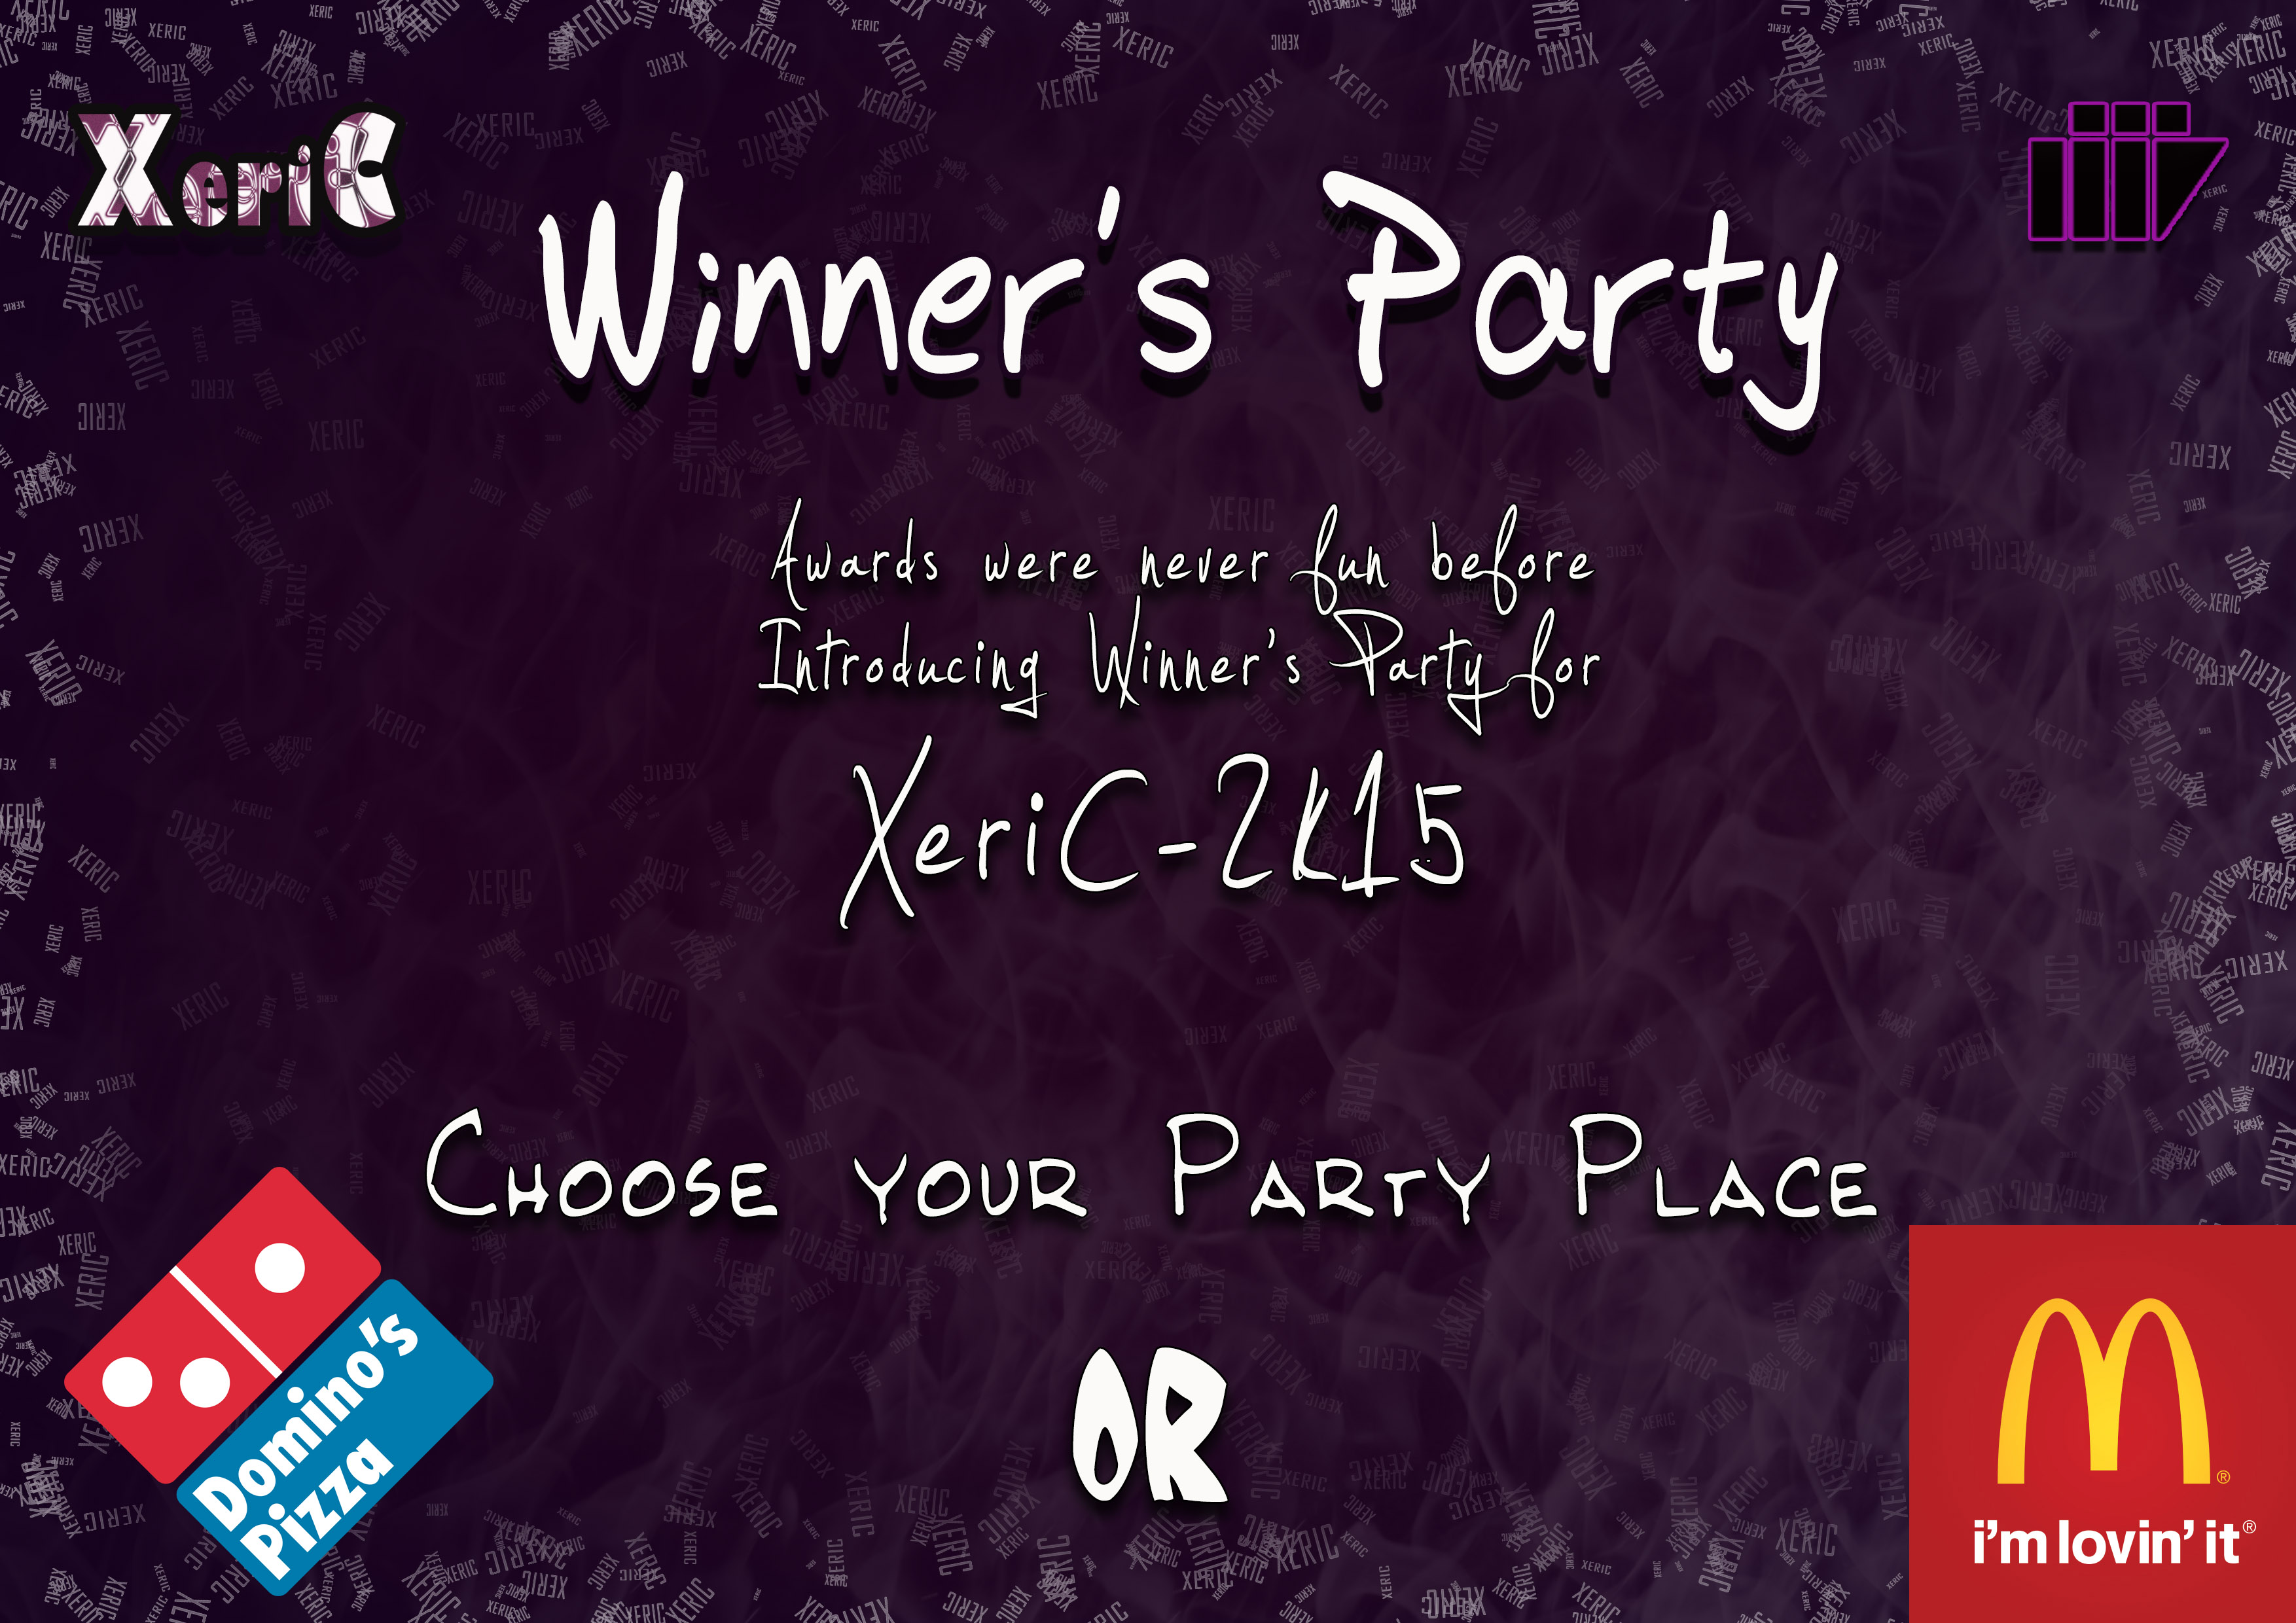 XeriC
Winner's Party
Awards were never fun before
Introducing Winner's Party for
XeriC-2K15
Choose your Party Place
OR
Domino's
Pizza
i'm lovin' it®